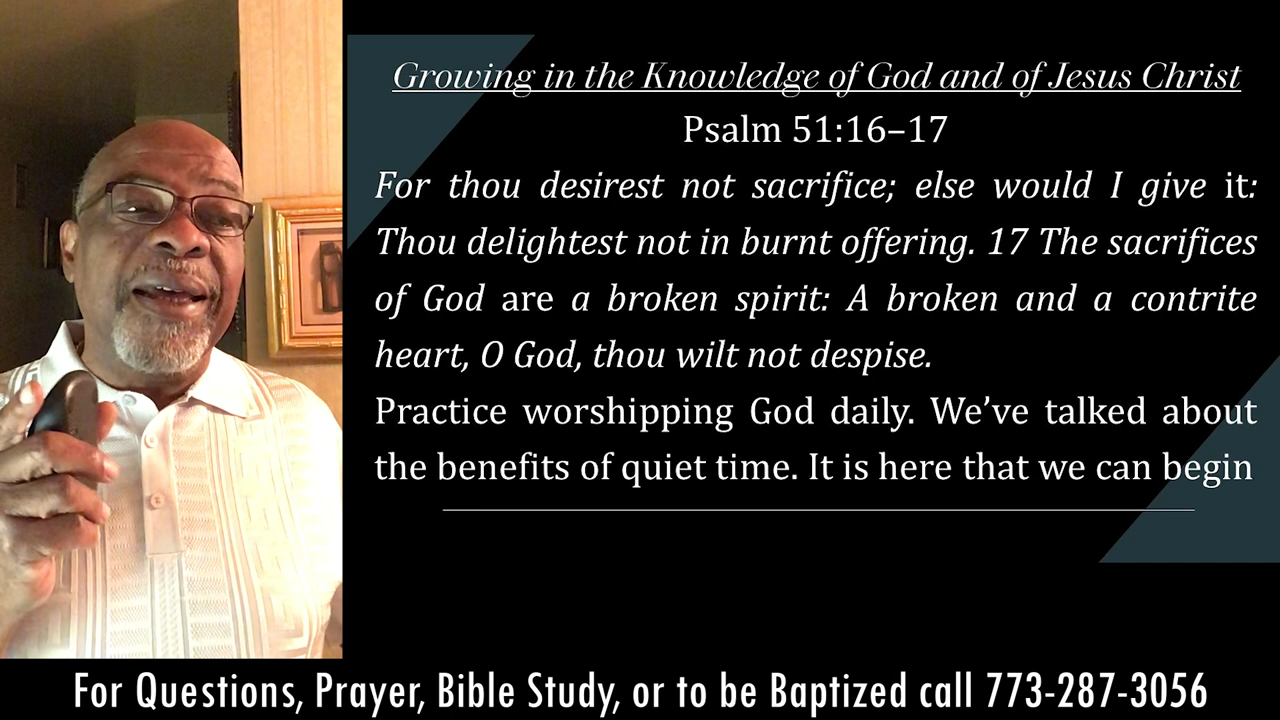 Growing in the Knowledge of God and of Jesus Christ
Psalm 51:16–17
For thou desirest not sacrifice; else would I give it:
Thou delightest not in burnt offering. 17 The sacrifices
of God are a broken spirit: A broken and a contrite
heart, O God, thou wilt not despise.
Practice worshipping God daily. We’ve talked about
the benefits of quiet time. It is here that we can begin
For Questions, Prayer, Bible Study, or to be Baptized call 773-287-3056